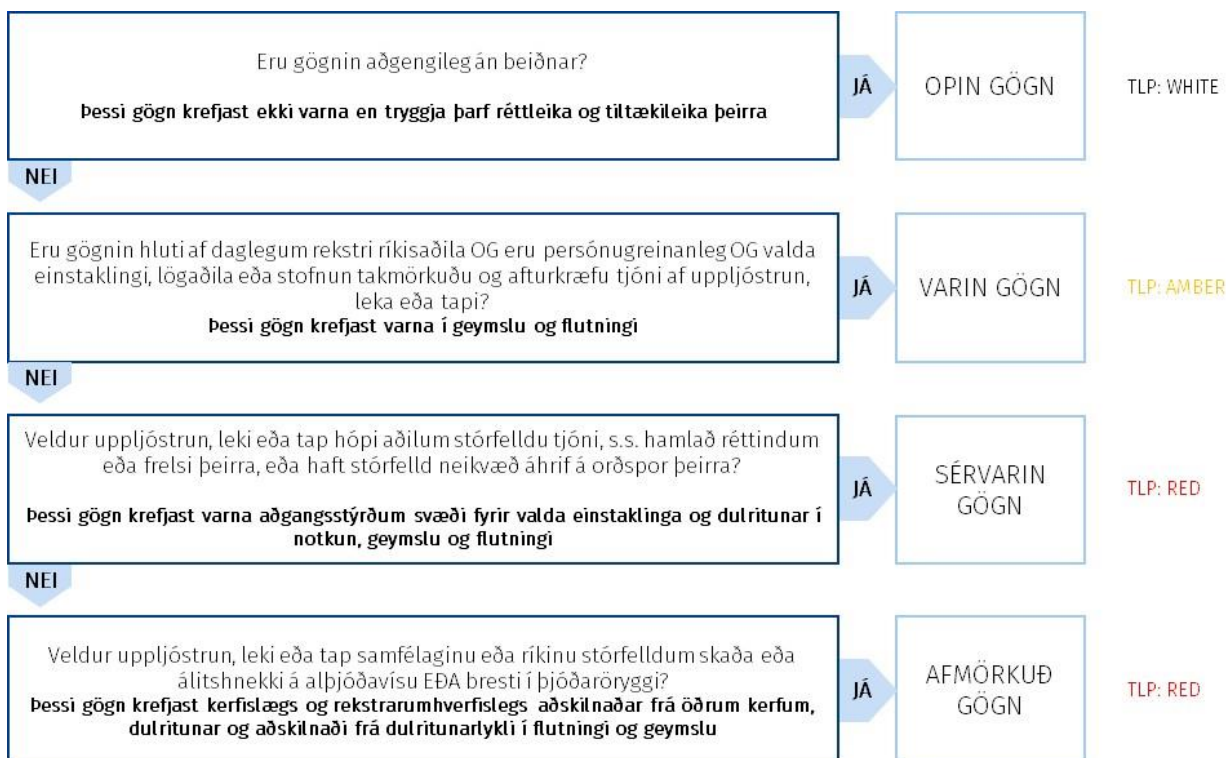 Eru gögnin aðgengileg án beiðnar?
Þessi gögn krefjast ekki varna en tryggja þarf réttleika og tiltækileika þeirra
JÁ
OPIN GÖGN
TLP: WHITE
NEI
Eru gögnin hluti af daglegum rekstri ríkisaðila OG eru persónugreinanleg OG valda
einstaklingi, lögaðila eða stofnun takmörkuðu og afturkræfu tjóni af uppljóstrun,
leka eða tapi?
Þessi gögn krefjast varna í geymslu og flutningi
JÁ
VARIN GÖGN
TLP: AMBER
NEI
Veldur uppljóstrun, leki eða tap hópi aðilum stórfelldu tjóni, s.s. hamlað réttindum
eða frelsi þeirra, eða haft stórfelld neikvæð áhrif á orðspor þeirra?
Þessi gögn krefjast varna aðgangsstýrðum svæði fyrir valda einstaklinga og dulritunar í
notkun, geymslu og flutningi
JÁ
SÉRVARIN
GÖGN
TLP: RED
NEI
Veldur uppljóstrun, leki eða tap samfélaginu eða ríkinu stórfelldum skaða eða
álitshnekki á alþjóðavísu EÐA bresti í þjóðaröryggi?
Þessi gögn krefjast kerfislægs og rekstrarumhverfislegs aðskilnaðar frá öðrum kerfum,
dulritunar og aðskilnaði frá dulritunarlykli í flutningi og geymslu
JÁ
AFMÖRKUÐ
GÖGN
TLP: RED